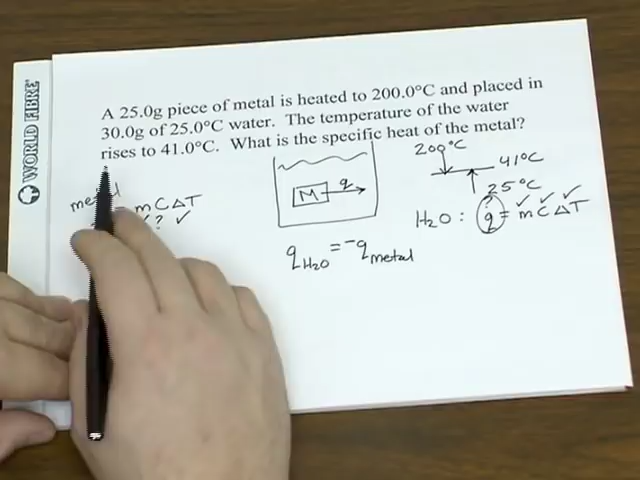 WORLD FIBRE
A 25.0g piece of metal is heated to 200.0°C and placed in
30.0g of 25.0°C water. The temperature of the water
rises to 41.0°C. What is the specific heat of the metal?
200°C
41°C
25°C
M q
metal
m C Δ T
✓ ? ✓
? ✓ ✓ ✓
H₂O : q = m C Δ T
q H₂O = -q metal